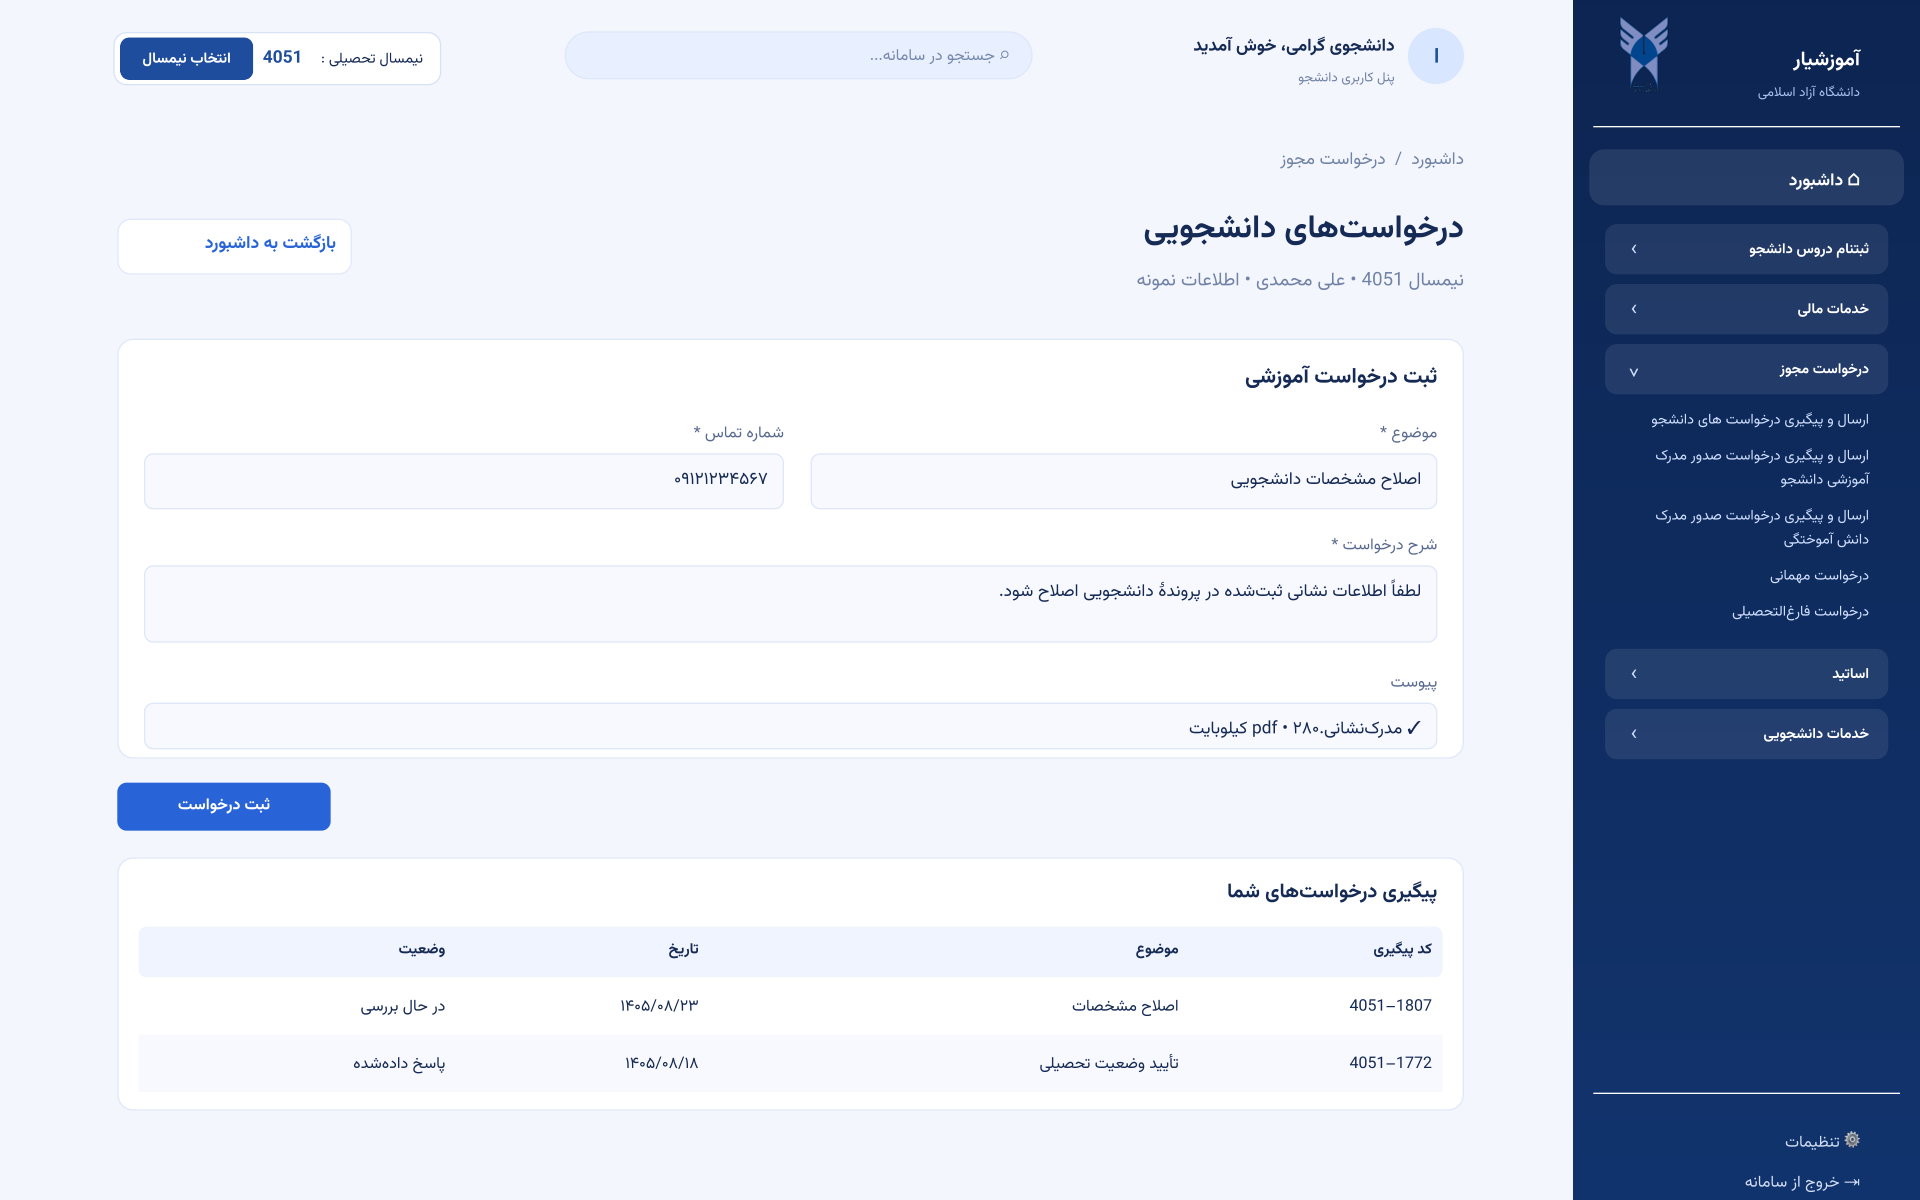 آموزشیار
دانشگاه آزاد اسلامی
⌂ داشبورد
ثبتنام دروس دانشجو ‹
خدمات مالی ‹
درخواست مجوز ˅
ارسال و پیگیری درخواست های دانشجو
ارسال و پیگیری درخواست صدور مدرک
آموزشی دانشجو
ارسال و پیگیری درخواست صدور مدرک
دانش آموختگی
درخواست مهمانی
درخواست فارغ‌التحصیلی
اساتید ‹
خدمات دانشجویی ‹
⚙ تنظیمات
⇥ خروج از سامانه
ا
دانشجوی گرامی، خوش آمدید
پنل کاربری دانشجو
⌕ جستجو در سامانه...
نیمسال تحصیلی : 4051 انتخاب نیمسال
داشبورد / درخواست مجوز
درخواست‌های دانشجویی
نیمسال 4051 • علی محمدی • اطلاعات نمونه
بازگشت به داشبورد
ثبت درخواست آموزشی
موضوع * شماره تماس *
اصلاح مشخصات دانشجویی ۰۹۱۲۱۲۳۴۵۶۷
شرح درخواست *
لطفاً اطلاعات نشانی ثبت‌شده در پروندهٔ دانشجویی اصلاح شود.
پیوست
✓ مدرک‌نشانی.pdf • ۲۸۰ کیلوبایت
ثبت درخواست
پیگیری درخواست‌های شما
کد پیگیری موضوع تاریخ وضعیت
4051–1807 اصلاح مشخصات ۱۴۰۵/۰۸/۲۳ در حال بررسی
4051–1772 تأیید وضعیت تحصیلی ۱۴۰۵/۰۸/۱۸ پاسخ داده‌شده